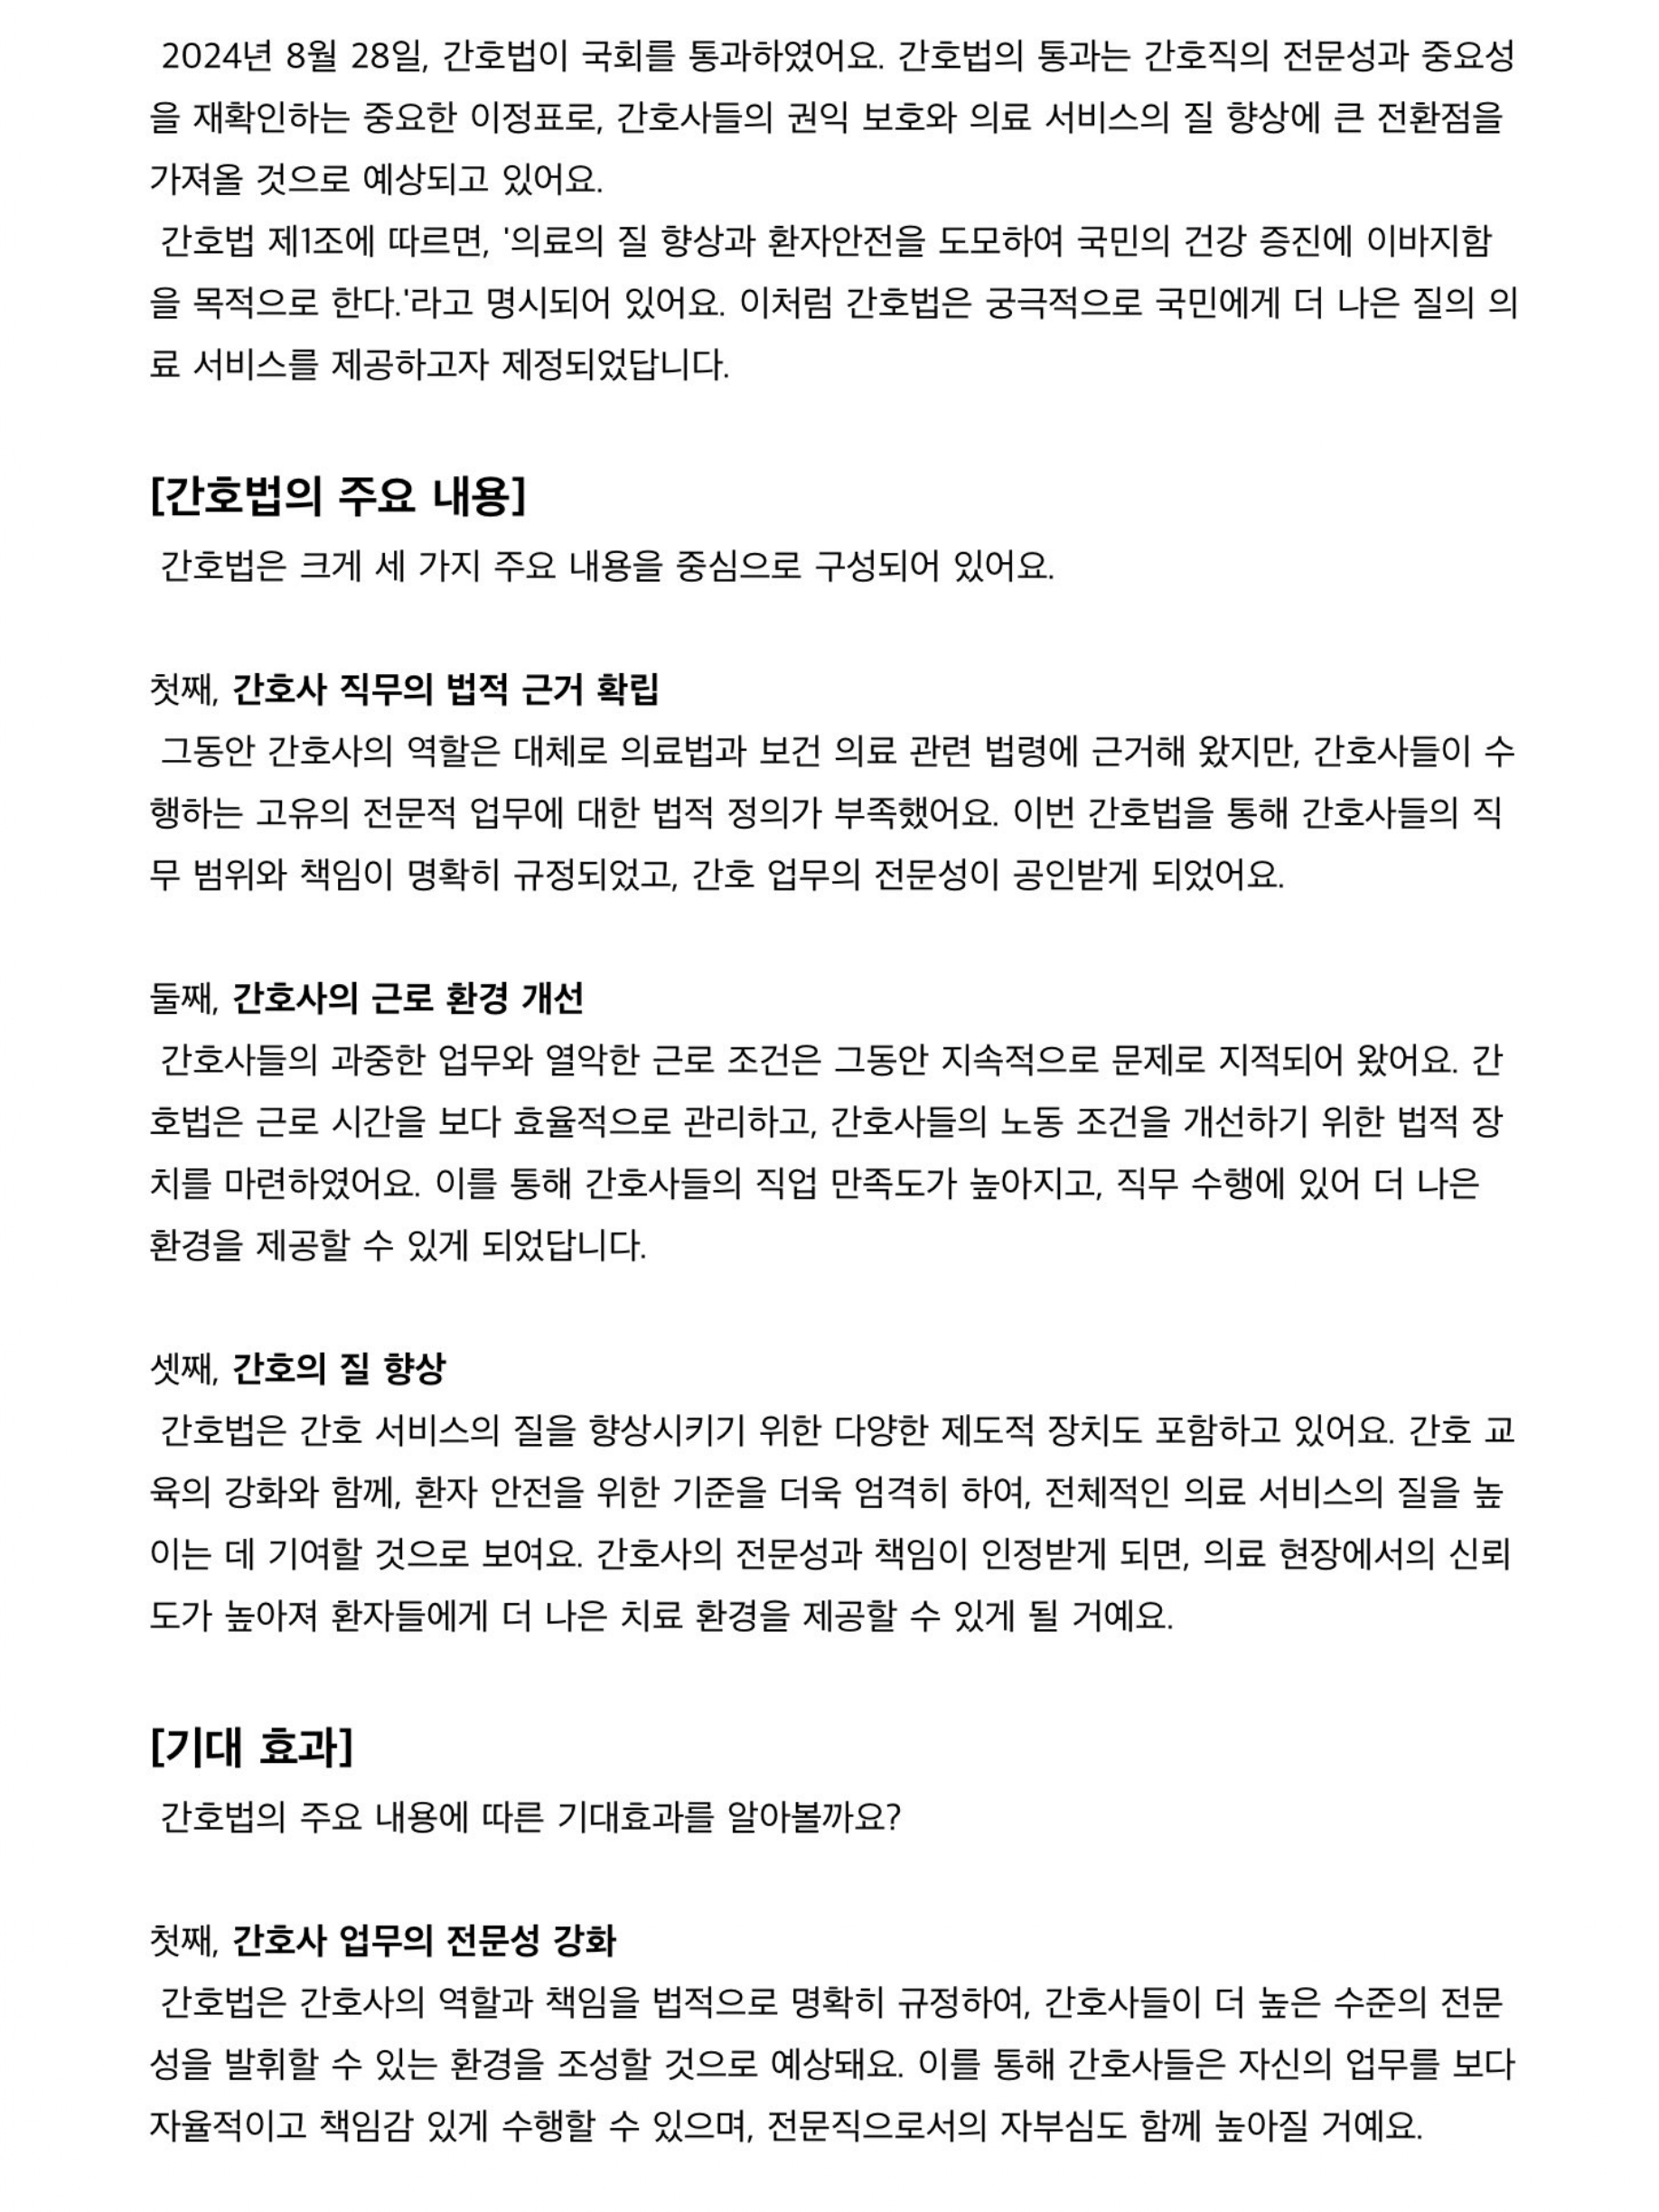 2024년 8월 28일, 간호법이 국회를 통과하였어요. 간호법의 통과는 간호직의 전문성과 중요성
을 재확인하는 중요한 이정표로, 간호사들의 권익 보호와 의료 서비스의 질 향상에 큰 전환점을
가져올 것으로 예상되고 있어요.
간호법 제1조에 따르면, '의료의 질 향상과 환자안전을 도모하여 국민의 건강 증진에 이바지함
을 목적으로 한다.'라고 명시되어 있어요. 이처럼 간호법은 궁극적으로 국민에게 더 나은 질의 의
료 서비스를 제공하고자 제정되었답니다.
[간호법의 주요 내용]
간호법은 크게 세 가지 주요 내용을 중심으로 구성되어 있어요.
첫째, 간호사 직무의 법적 근거 확립
그동안 간호사의 역할은 대체로 의료법과 보건 의료 관련 법령에 근거해 왔지만, 간호사들이 수
행하는 고유의 전문적 업무에 대한 법적 정의가 부족했어요. 이번 간호법을 통해 간호사들의 직
무 범위와 책임이 명확히 규정되었고, 간호 업무의 전문성이 공인받게 되었어요.
둘째, 간호사의 근로 환경 개선
간호사들의 과중한 업무와 열악한 근로 조건은 그동안 지속적으로 문제로 지적되어 왔어요. 간
호법은 근로 시간을 보다 효율적으로 관리하고, 간호사들의 노동 조건을 개선하기 위한 법적 장
치를 마련하였어요. 이를 통해 간호사들의 직업 만족도가 높아지고, 직무 수행에 있어 더 나은
환경을 제공할 수 있게 되었답니다.
셋째, 간호의 질 향상
간호법은 간호 서비스의 질을 향상시키기 위한 다양한 제도적 장치도 포함하고 있어요. 간호 교
육의 강화와 함께, 환자 안전을 위한 기준을 더욱 엄격히 하여, 전체적인 의료 서비스의 질을 높
이는 데 기여할 것으로 보여요. 간호사의 전문성과 책임이 인정받게 되면, 의료 현장에서의 신뢰
도가 높아져 환자들에게 더 나은 치료 환경을 제공할 수 있게 될 거예요.
[기대 효과]
간호법의 주요 내용에 따른 기대효과를 알아볼까요?
첫째, 간호사 업무의 전문성 강화
간호법은 간호사의 역할과 책임을 법적으로 명확히 규정하여, 간호사들이 더 높은 수준의 전문
성을 발휘할 수 있는 환경을 조성할 것으로 예상돼요. 이를 통해 간호사들은 자신의 업무를 보다
자율적이고 책임감 있게 수행할 수 있으며, 전문직으로서의 자부심도 함께 높아질 거예요.